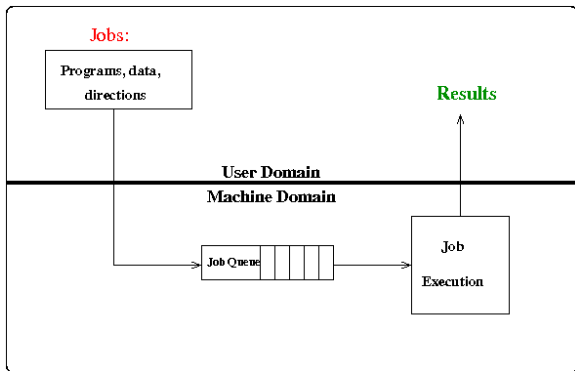 Jobs:
Programs, data,
directions
Results
User Domain
Machine Domain
Job Queue
Job
Execution